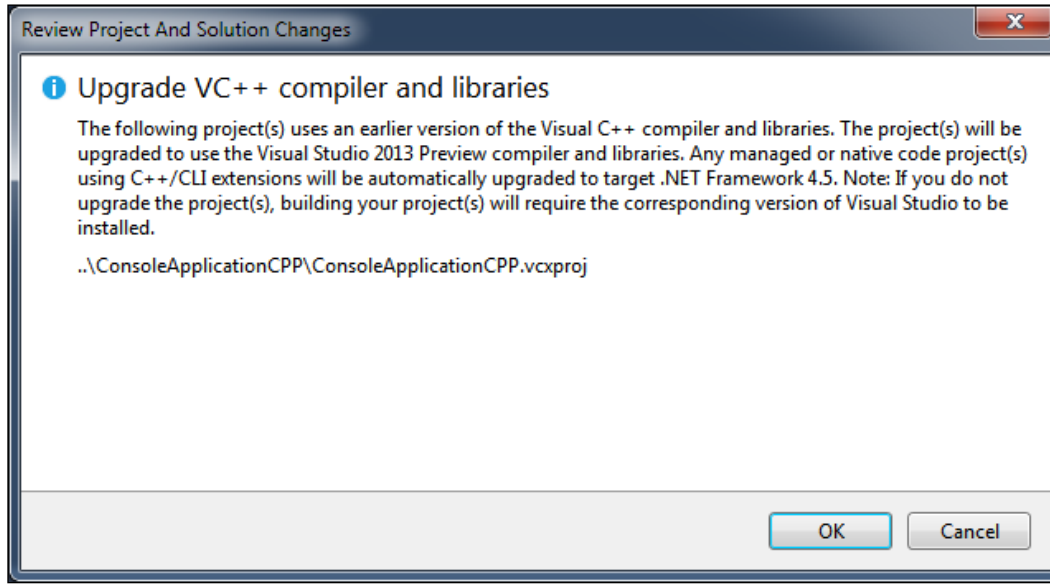 Review Project And Solution Changes
Upgrade VC++ compiler and libraries
The following project(s) uses an earlier version of the Visual C++ compiler and libraries. The project(s) will be
upgraded to use the Visual Studio 2013 Preview compiler and libraries. Any managed or native code project(s)
using C++/CLI extensions will be automatically upgraded to target .NET Framework 4.5. Note: If you do not
upgrade the project(s), building your project(s) will require the corresponding version of Visual Studio to be
installed.
..\ConsoleApplicationCPP\ConsoleApplicationCPP.vcxproj
OK Cancel